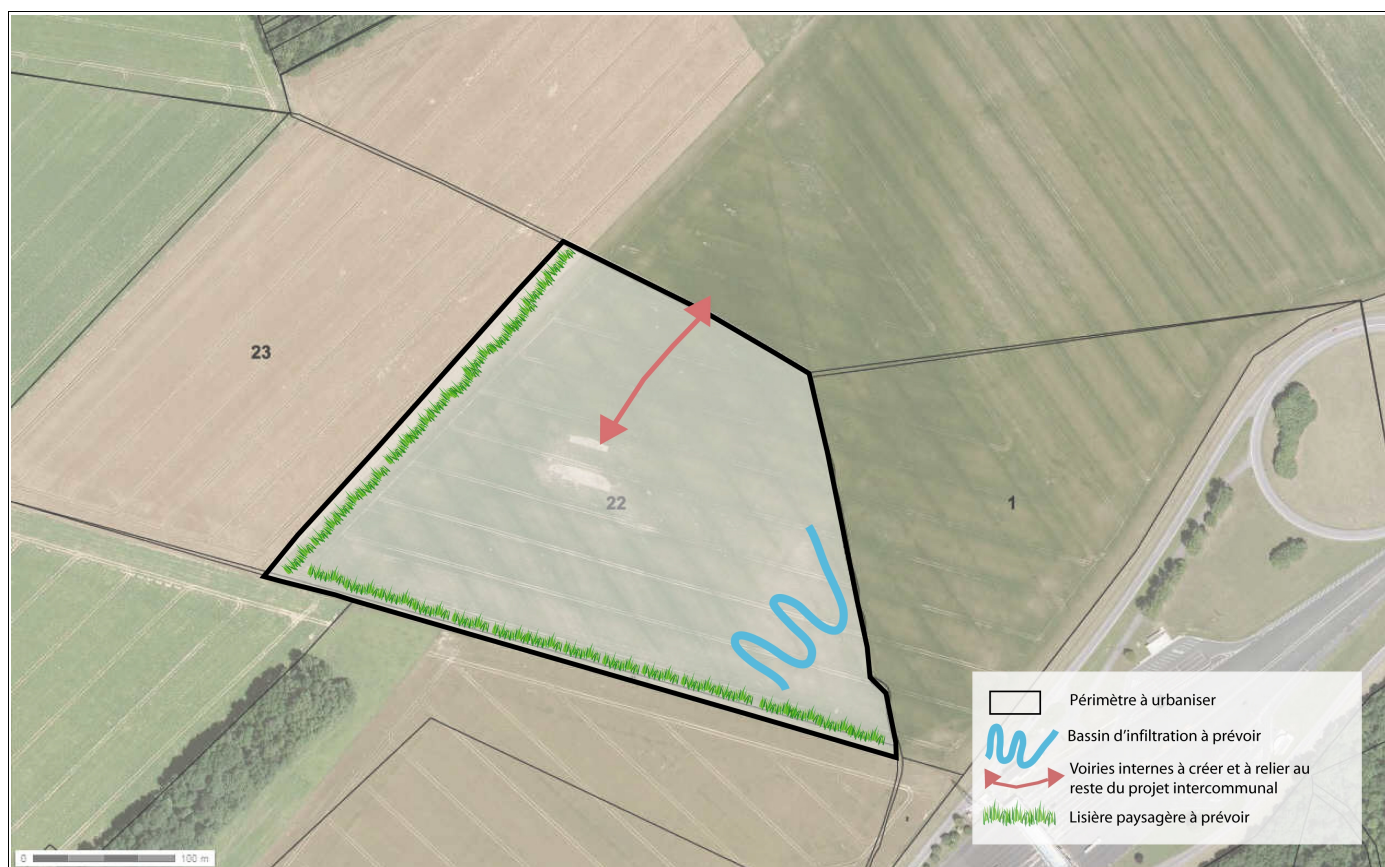 23
22
1
Périmètre à urbaniser
Bassin d'infiltration à prévoir
Voiries internes à créer et à relier au
reste du projet intercommunal
Lisière paysagère à prévoir
0 100 m